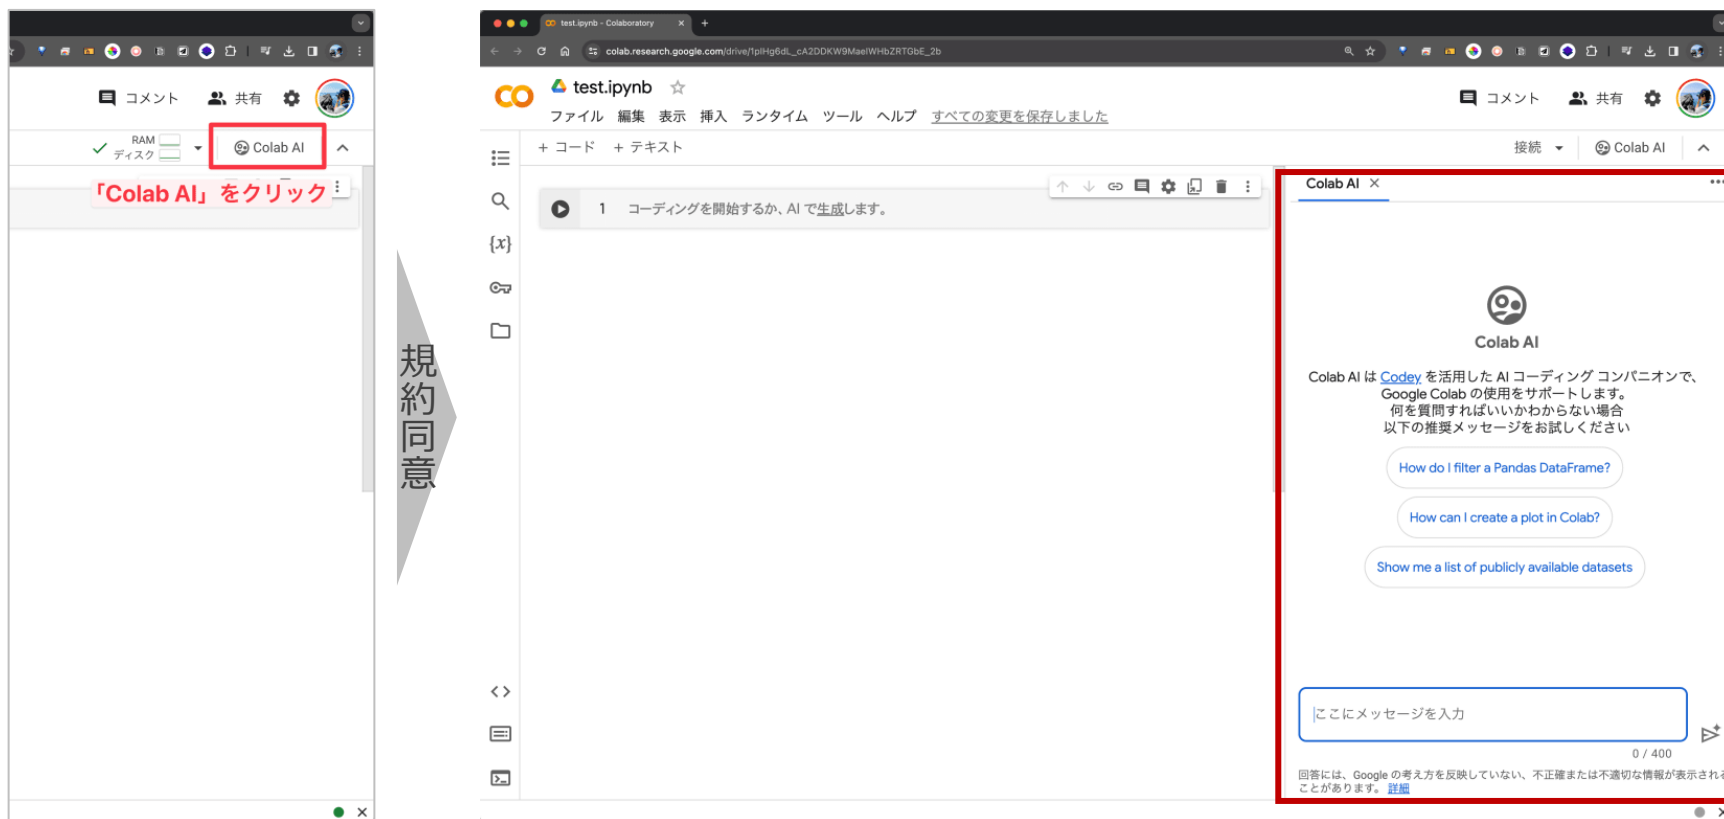 コメント
共有
RAM
ディスク
Colab AI
「Colab AI」をクリック
規約同意
test.ipynb - Colaboratory
colab.research.google.com/drive/1plHg6dL_cA2DDKW9MaelWHbZRTGbE_2b
test.ipynb
コメント
共有
ファイル 編集 表示 挿入 ランタイム ツール ヘルプ すべての変更を保存しました
+ コード + テキスト
接続
Colab AI
{x}
1 コーディングを開始するか、AI で生成します。
Colab AI
Colab AI
Colab AI は Codey を活用した AI コーディング コンパニオンで、
Google Colab の使用をサポートします。
何を質問すればいいかわからない場合
以下の推奨メッセージをお試しください
How do I filter a Pandas DataFrame?
How can I create a plot in Colab?
Show me a list of publicly available datasets
ここにメッセージを入力
0 / 400
回答には、Google の考え方を反映していない、不正確または不適切な情報が表示される
ことがあります。 詳細